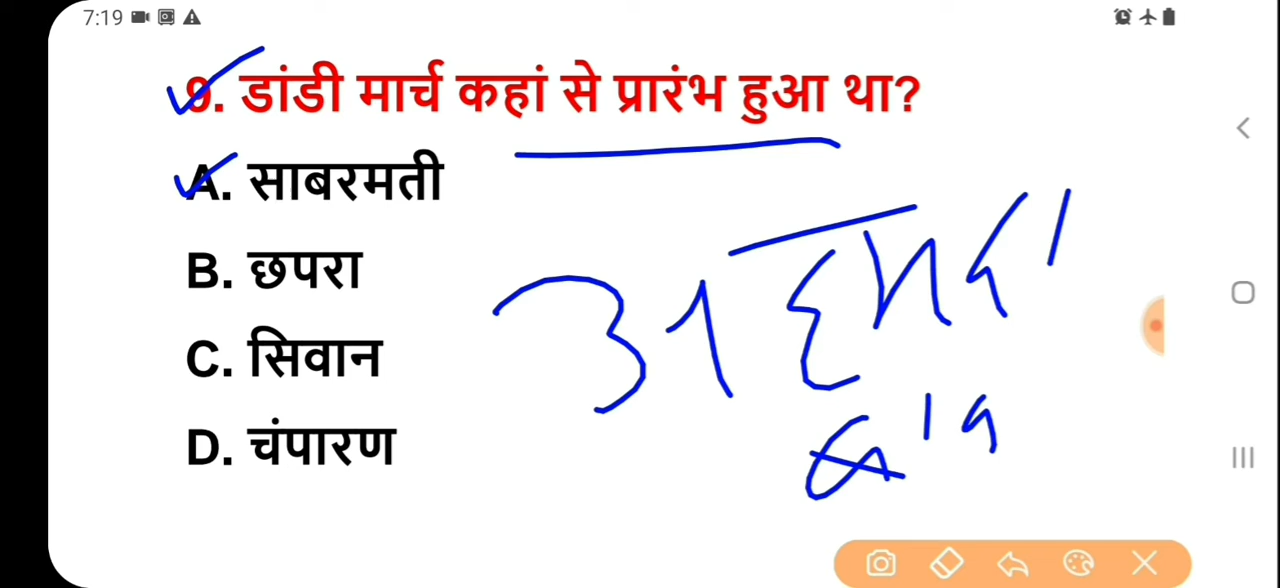 7:19
9. डांडी मार्च कहां से प्रारंभ हुआ था?
A. साबरमती
B. छपरा
C. सिवान
D. चंपारण